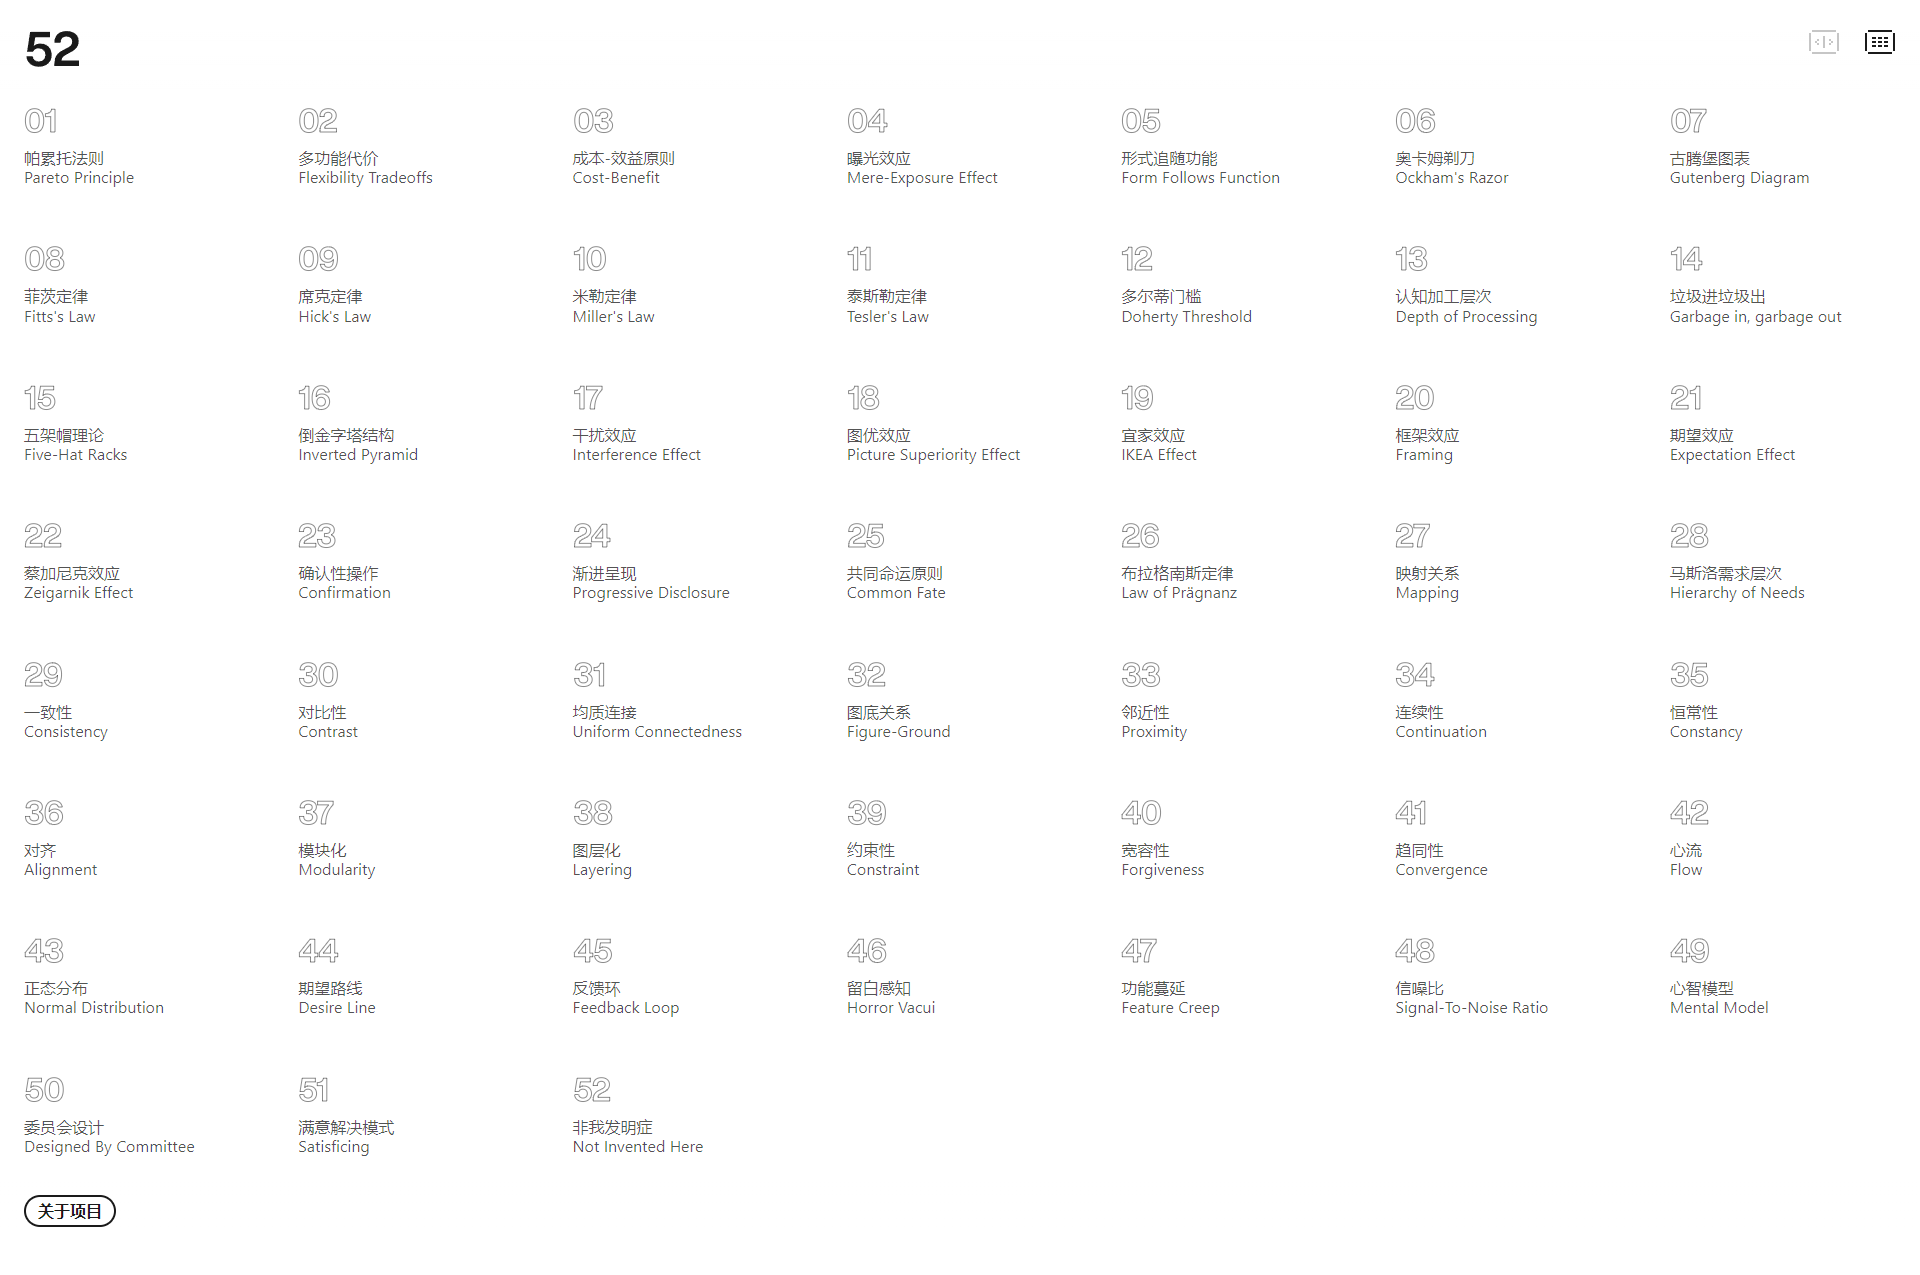 52
01
帕累托法则
Pareto Principle
02
多功能代价
Flexibility Tradeoffs
03
成本-效益原则
Cost-Benefit
04
曝光效应
Mere-Exposure Effect
05
形式追随功能
Form Follows Function
06
奥卡姆剃刀
Ockham's Razor
07
古腾堡图表
Gutenberg Diagram
08
菲茨定律
Fitts's Law
09
席克定律
Hick's Law
10
米勒定律
Miller's Law
11
泰斯勒定律
Tesler's Law
12
多尔蒂门槛
Doherty Threshold
13
认知加工层次
Depth of Processing
14
垃圾进垃圾出
Garbage in, garbage out
15
五架帽理论
Five-Hat Racks
16
倒金字塔结构
Inverted Pyramid
17
干扰效应
Interference Effect
18
图优效应
Picture Superiority Effect
19
宜家效应
IKEA Effect
20
框架效应
Framing
21
期望效应
Expectation Effect
22
蔡加尼克效应
Zeigarnik Effect
23
确认性操作
Confirmation
24
渐进呈现
Progressive Disclosure
25
共同命运原则
Common Fate
26
布拉格南斯定律
Law of Prägnanz
27
映射关系
Mapping
28
马斯洛需求层次
Hierarchy of Needs
29
一致性
Consistency
30
对比性
Contrast
31
均质连接
Uniform Connectedness
32
图底关系
Figure-Ground
33
邻近性
Proximity
34
连续性
Continuation
35
恒常性
Constancy
36
对齐
Alignment
37
模块化
Modularity
38
图层化
Layering
39
约束性
Constraint
40
宽容性
Forgiveness
41
趋同性
Convergence
42
心流
Flow
43
正态分布
Normal Distribution
44
期望路线
Desire Line
45
反馈环
Feedback Loop
46
留白感知
Horror Vacui
47
功能蔓延
Feature Creep
48
信噪比
Signal-To-Noise Ratio
49
心智模型
Mental Model
50
委员会设计
Designed By Committee
51
满意解决模式
Satisficing
52
非我发明症
Not Invented Here
关于项目